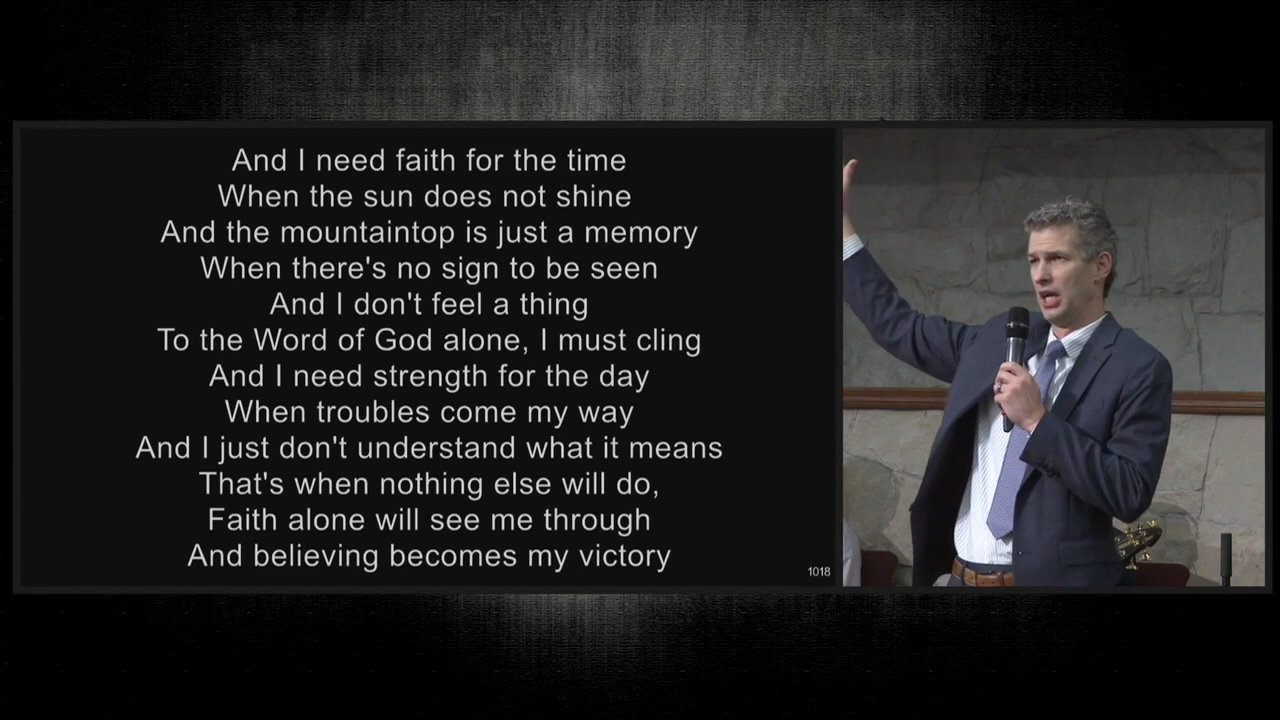 And I need faith for the time
When the sun does not shine
And the mountaintop is just a memory
When there's no sign to be seen
And I don't feel a thing
To the Word of God alone, I must cling
And I need strength for the day
When troubles come my way
And I just don't understand what it means
That's when nothing else will do,
Faith alone will see me through
And believing becomes my victory
1018